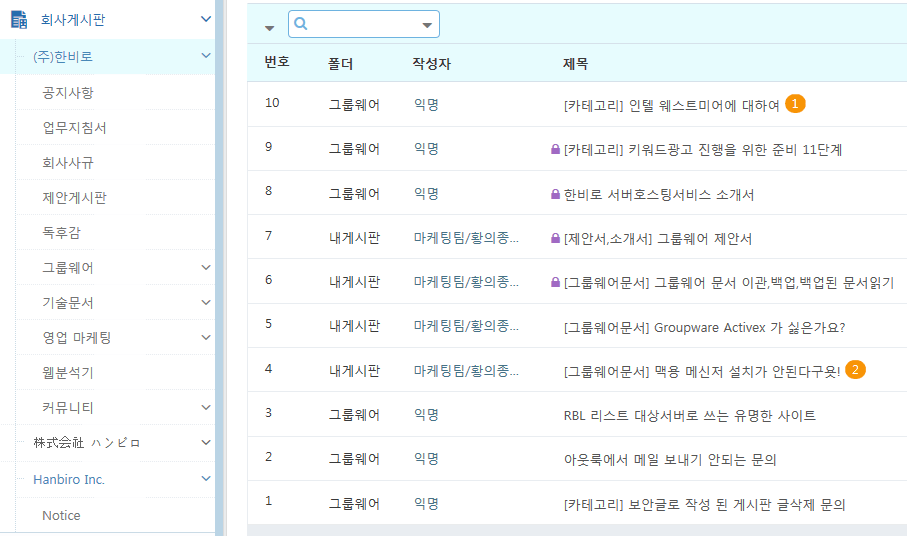 회사게시판
(주)한비로
공지사항
업무지침서
회사사규
제안게시판
독후감
그룹웨어
기술문서
영업 마케팅
웹분석기
커뮤니티
株式会社 ハンビロ
Hanbiro Inc.
Notice
번호 폴더 작성자 제목
10 그룹웨어 익명 [카테고리] 인텔 웨스트미어에 대하여 1
9 그룹웨어 익명 [카테고리] 키워드광고 진행을 위한 준비 11단계
8 그룹웨어 익명 한비로 서버호스팅서비스 소개서
7 내게시판 마케팅팀/황의종... [제안서,소개서] 그룹웨어 제안서
6 내게시판 마케팅팀/황의종... [그룹웨어문서] 그룹웨어 문서 이관,백업,백업된 문서읽기
5 내게시판 마케팅팀/황의종... [그룹웨어문서] Groupware Activex 가 싫은가요?
4 내게시판 마케팅팀/황의종... [그룹웨어문서] 맥용 메신저 설치가 안된다구욧! 2
3 그룹웨어 익명 RBL 리스트 대상서버로 쓰는 유명한 사이트
2 그룹웨어 익명 아웃룩에서 메일 보내기 안되는 문의
1 그룹웨어 익명 [카테고리] 보안글로 작성 된 게시판 글삭제 문의